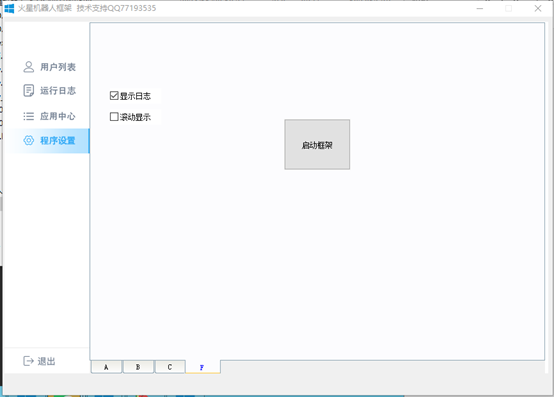 火星机器人框架 技术支持QQ77193535
用户列表
运行日志
应用中心
程序设置
显示日志
滚动显示
启动框架
退出
A B C F